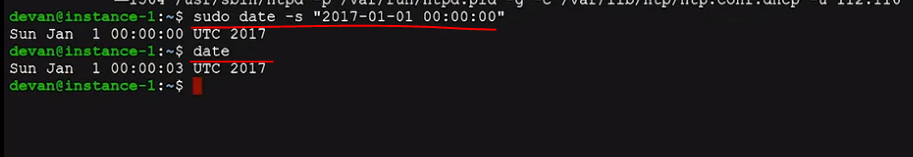 /usr/sbin/ntpd -p /var/run/ntpd.pid -g -c /var/lib/ntp/ntp.conf.dhcp -u 112:116
devan@instance-1:~$ sudo date -s "2017-01-01 00:00:00"
Sun Jan  1 00:00:00 UTC 2017
devan@instance-1:~$ date
Sun Jan  1 00:00:03 UTC 2017
devan@instance-1:~$